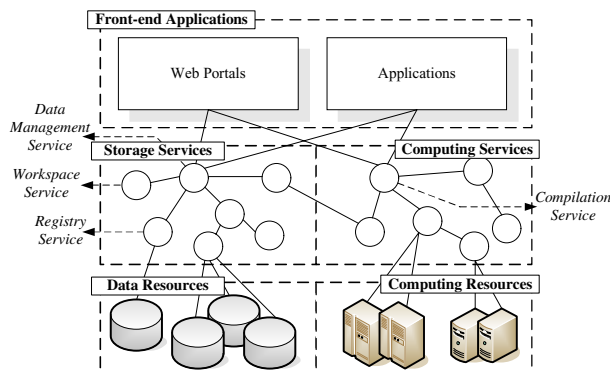 Front-end Applications
Web Portals
Applications
Data
Management
Service
Storage Services
Computing Services
Workspace
Service
Compilation
Service
Registry
Service
Data Resources
Computing Resources